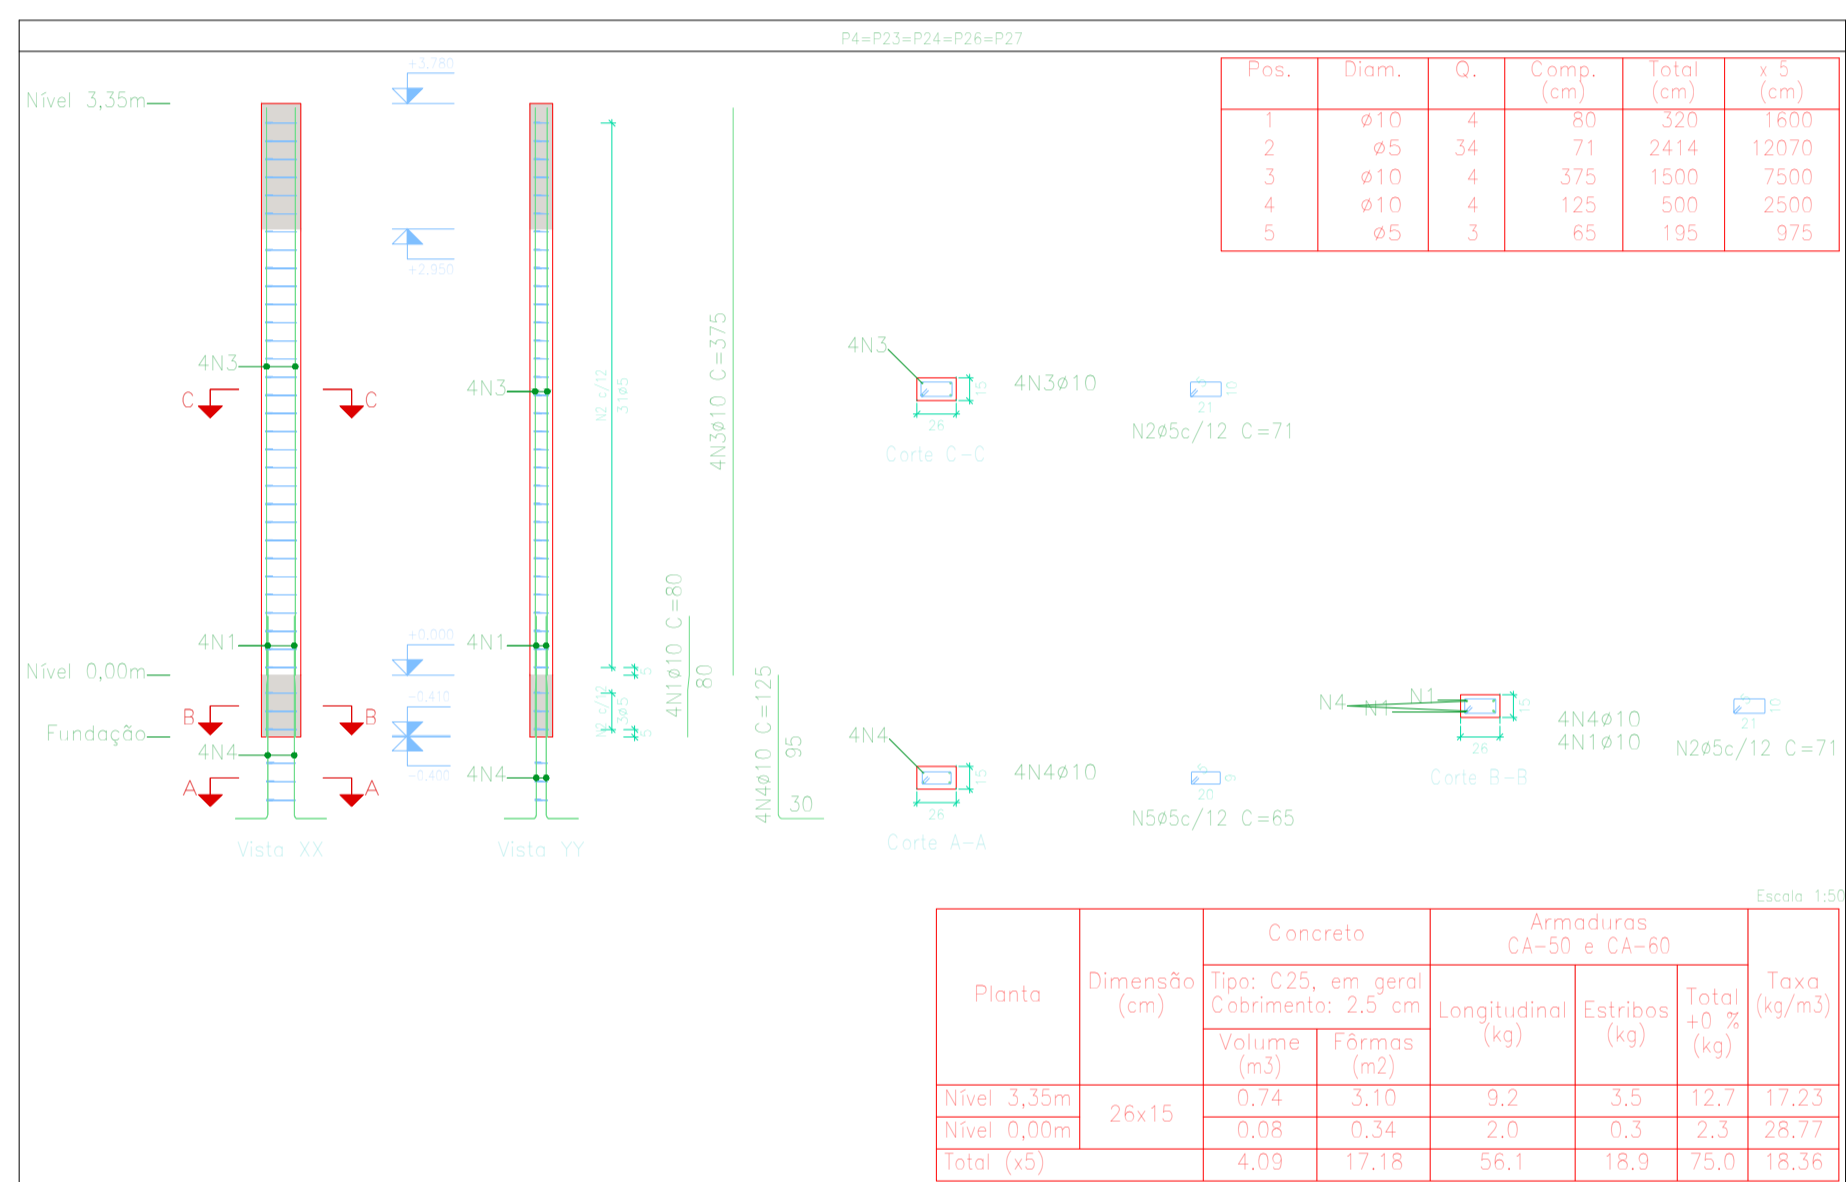 P4=P23=P24=P26=P27
Pos. Diam. Q. Comp. (cm) Total (cm) x 5 (cm)
1 ø10 4 80 320 1600
2 ø5 34 71 2414 12070
3 ø10 4 375 1500 7500
4 ø10 4 125 500 2500
5 ø5 3 65 195 975
Nível 3,35m
+3.780
+2.950
4N3
C C
4N1
Nível 0,00m
+0.000
-0.410
B B
Fundação
4N4
-0.400
A A
Vista XX
4N3
4N1
4N4
Vista YY
N2 c/12
31ø5
5
N2 c/12
3ø5
5
4N1ø10 C=80
80
4N3ø10 C=375
4N4ø10 C=125
95
30
4N3
15
26
4N3ø10
Corte C-C
5
21
10
N2ø5c/12 C=71
4N4
15
26
4N4ø10
Corte A-A
5
20
9
N5ø5c/12 C=65
N4
N1
N1
15
26
4N4ø10
4N1ø10
Corte B-B
5
21
10
N2ø5c/12 C=71
Escala 1:50
Planta
Dimensão (cm)
Concreto
Tipo: C25, em geral
Cobrimento: 2.5 cm
Volume (m3)
Fôrmas (m2)
Armaduras
CA-50 e CA-60
Longitudinal (kg)
Estribos (kg)
Total +0 % (kg)
Taxa (kg/m3)
Nível 3,35m 26x15 0.74 3.10 9.2 3.5 12.7 17.23
Nível 0,00m 0.08 0.34 2.0 0.3 2.3 28.77
Total (x5) 4.09 17.18 56.1 18.9 75.0 18.36